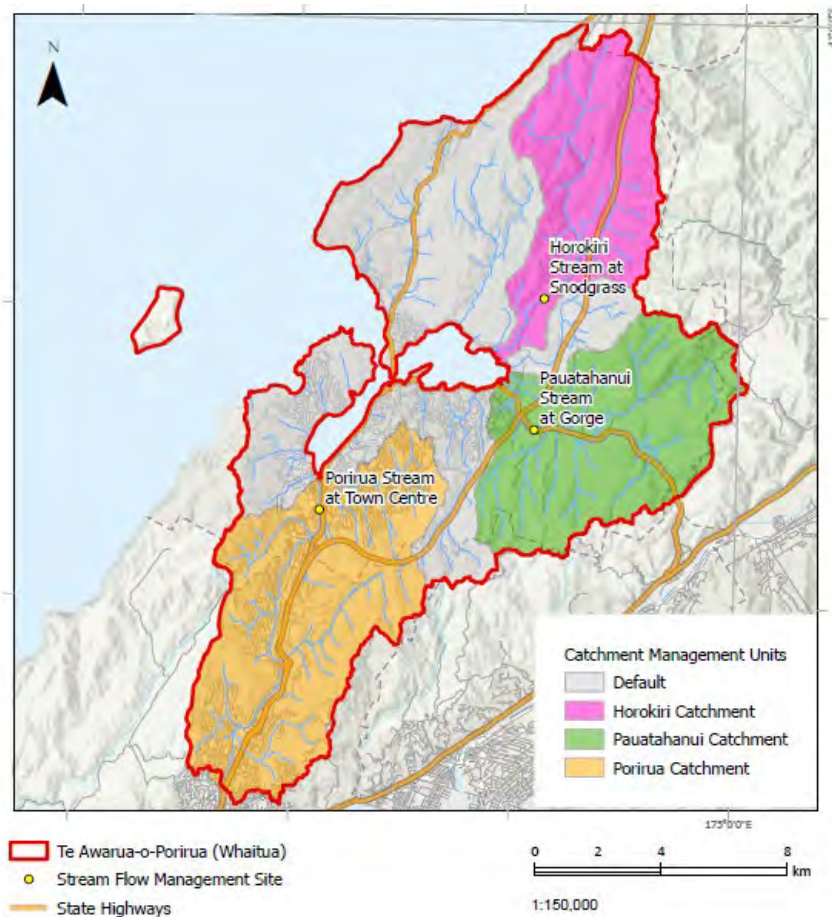 N
Horokiri
Stream at
Snodgrass
Pauatahanui
Stream
at Gorge
Porirua Stream
at Town Centre
Catchment Management Units
Default
Horokiri Catchment
Pauatahanui Catchment
Porirua Catchment
175°0'0"E
Te Awarua-o-Porirua (Whaitua)
Stream Flow Management Site
State Highways
0 2 4 6 8
km
1:150,000